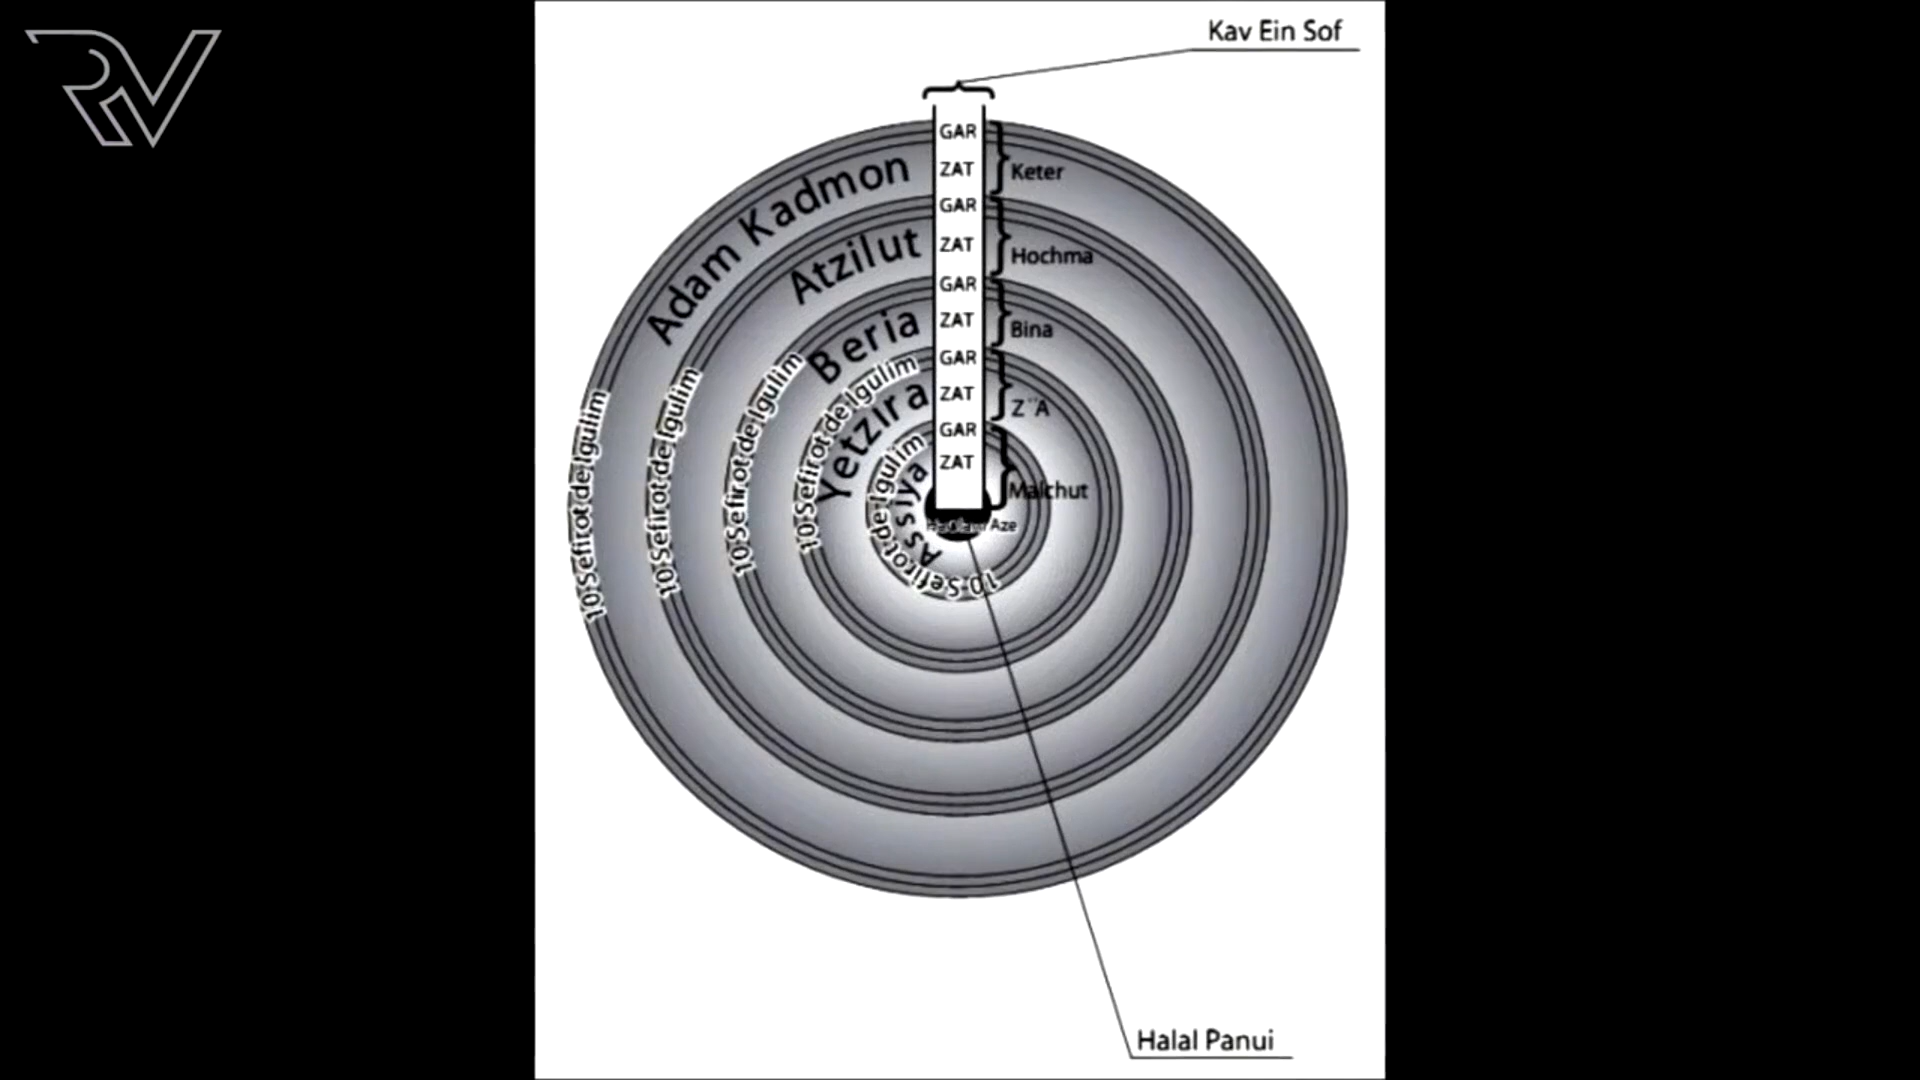 RV
Kav Ein Sof
GAR
ZAT
Keter
GAR
ZAT
Hochma
GAR
ZAT
Bina
GAR
ZAT
Z¨A
GAR
ZAT
Malchut
Adam Kadmon
Atzilut
Beria
Yetzira
Assiya
10 Sefirot de Igulim
10 Sefirot de Igulim
10 Sefirot de Igulim
10 Sefirot de Igulim
10 Sefirot de Igulim
Aze
Halal Panui